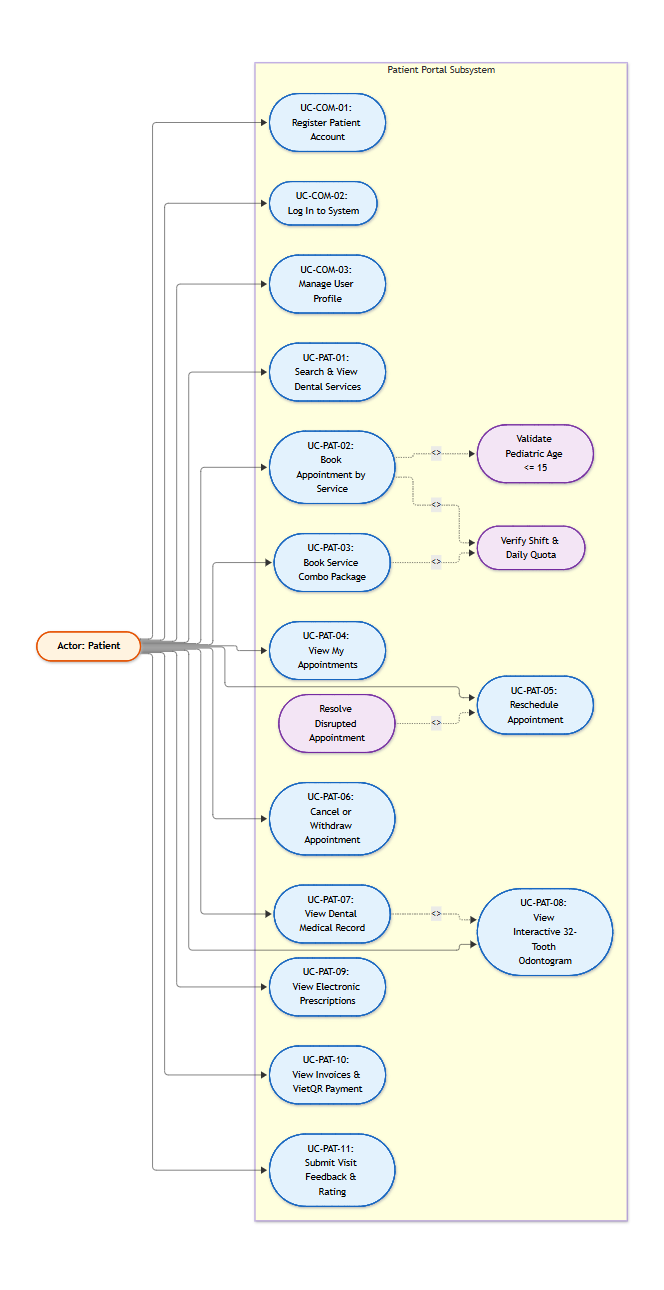 Patient Portal Subsystem
UC-COM-01:
Register Patient
Account
UC-COM-02:
Log In to System
UC-COM-03:
Manage User
Profile
UC-PAT-01:
Search & View
Dental Services
UC-PAT-02:
Book
Appointment by
Service
<>
Validate
Pediatric Age
<= 15
<>
Verify Shift &
Daily Quota
UC-PAT-03:
Book Service
Combo Package
<>
Actor: Patient
UC-PAT-04:
View My
Appointments
UC-PAT-05:
Reschedule
Appointment
Resolve
Disrupted
Appointment
<>
UC-PAT-06:
Cancel or
Withdraw
Appointment
UC-PAT-07:
View Dental
Medical Record
<>
UC-PAT-08:
View
Interactive 32-
Tooth
Odontogram
UC-PAT-09:
View Electronic
Prescriptions
UC-PAT-10:
View Invoices &
VietQR Payment
UC-PAT-11:
Submit Visit
Feedback &
Rating